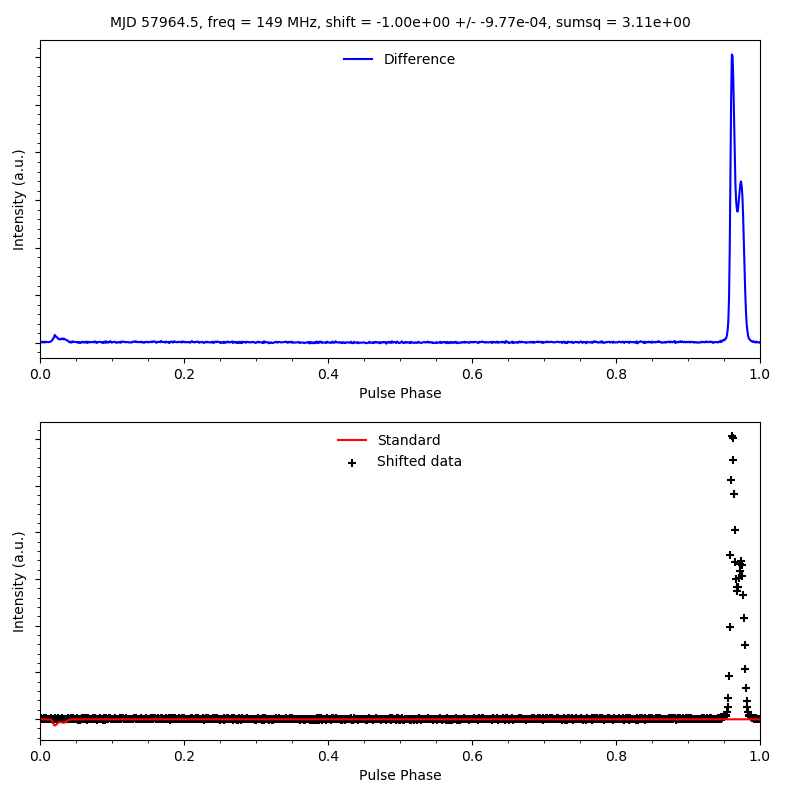 MJD 57964.5, freq = 149 MHz, shift = -1.00e+00 +/- -9.77e-04, sumsq = 3.11e+00
Difference
Intensity (a.u.)
0.0 0.2 0.4 0.6 0.8 1.0
Pulse Phase
Standard
Shifted data
Intensity (a.u.)
0.0 0.2 0.4 0.6 0.8 1.0
Pulse Phase